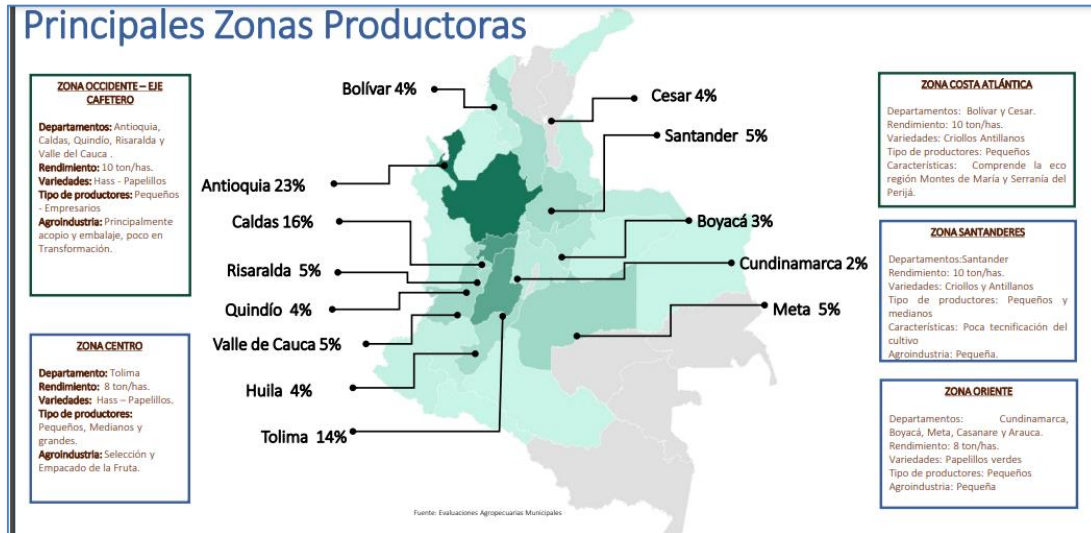 Principales Zonas Productoras
ZONA OCCIDENTE – EJE
CAFETERO
Departamentos: Antioquia,
Caldas, Quindío, Risaralda y
Valle del Cauca .
Rendimiento: 10 ton/has.
Variedades: Hass - Papelillos
Tipo de productores: Pequeños
- Empresarios
Agroindustria: Principalmente
acopio y embalaje, poco en
Transformación.
ZONA CENTRO
Departamento: Tolima
Rendimiento: 8 ton/has.
Variedades: Hass – Papelillos.
Tipo de productores:
Pequeños, Medianos y
grandes.
Agroindustria: Selección y
Empacado de la Fruta.
Bolívar 4%
Antioquia 23%
Caldas 16%
Risaralda 5%
Quindío 4%
Valle de Cauca 5%
Huila 4%
Tolima 14%
Cesar 4%
Santander 5%
Boyacá 3%
Cundinamarca 2%
Meta 5%
ZONA COSTA ATLÁNTICA
Departamentos: Bolívar y Cesar.
Rendimiento: 10 ton/has.
Variedades: Criollos Antillanos
Tipo de productores: Pequeños
Características: Comprende la eco
región Montes de María y Serranía del
Perijá.
ZONA SANTANDERES
Departamentos:Santander
Rendimiento: 10 ton/has.
Variedades: Criollos y Antillanos
Tipo de productores: Pequeños y
medianos
Características: Poca tecnificación del
cultivo
Agroindustria: Pequeña.
ZONA ORIENTE
Departamentos: Cundinamarca,
Boyacá, Meta, Casanare y Arauca.
Rendimiento: 8 ton/has.
Variedades: Papelillos verdes
Tipo de productores: Pequeños
Agroindustria: Pequeña
Fuente: Evaluaciones Agropecuarias Municipales